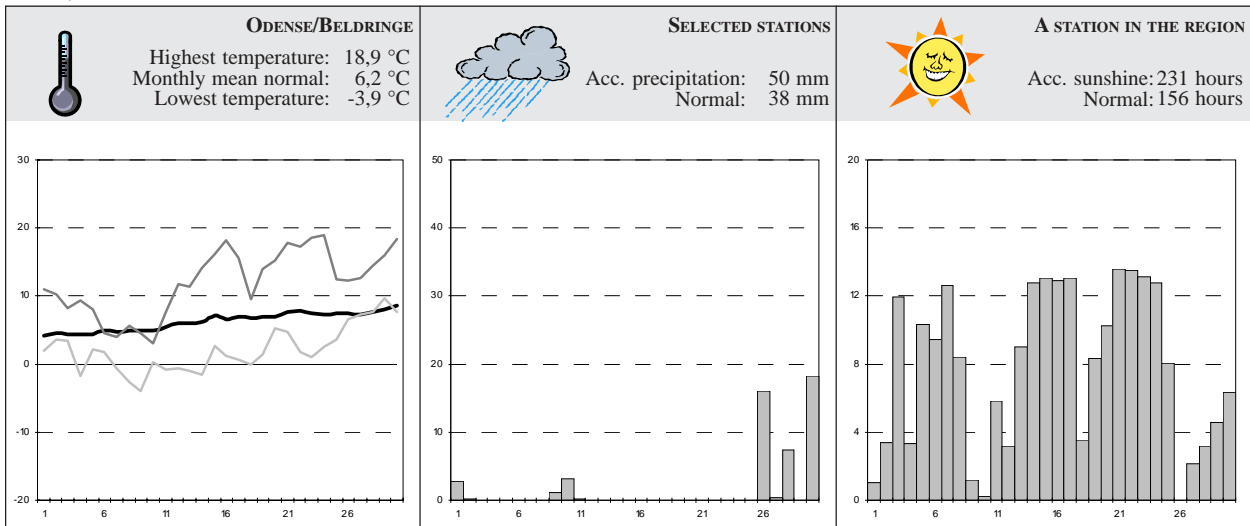 ODENSE/BELDRINGE
Highest temperature: 18,9 °C
Monthly mean normal: 6,2 °C
Lowest temperature: -3,9 °C
30
20
10
0
-10
-20
1 6 11 16 21 26
SELECTED STATIONS
Acc. precipitation: 50 mm
Normal: 38 mm
50
40
30
20
10
0
1 6 11 16 21 26
A STATION IN THE REGION
Acc. sunshine: 231 hours
Normal: 156 hours
20
16
12
8
4
0
1 6 11 16 21 26